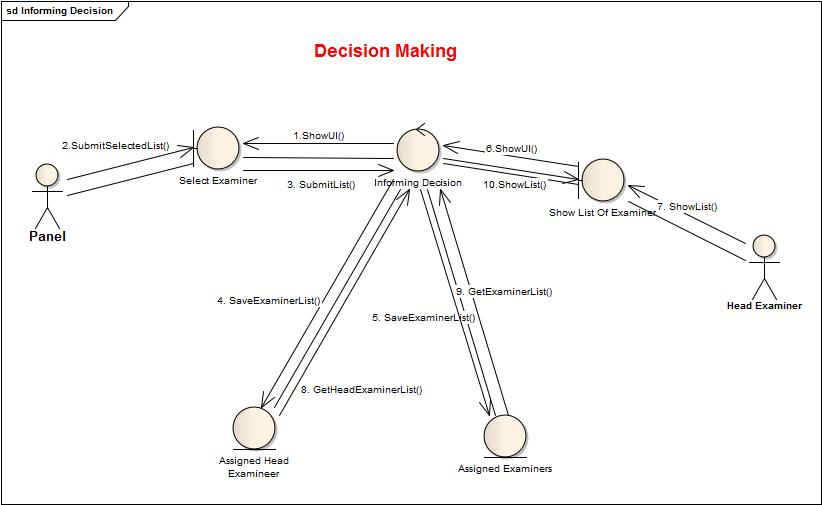 sd Informing Decision
Decision Making
1.ShowUI()
2.SubmitSelectedList()
6.ShowUI()
Select Examiner
3. SubmitList()
Informing Decision
10.ShowList()
Show List Of Examiner
7. ShowList()
Panel
Head Examiner
4. SaveExaminerList()
9. GetExaminerList()
5. SaveExaminerList()
8. GetHeadExaminerList()
Assigned Head
Examineer
Assigned Examiners